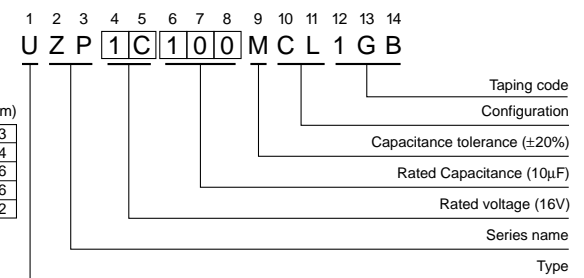 1 2 3 4 5 6 7 8 9 10 11 12 13 14
U Z P 1 C 1 0 0 M C L 1 G B
Taping code
m)
Configuration
3
Capacitance tolerance (±20%)
4
6
Rated Capacitance (10μF)
6
2
Rated voltage (16V)
Series name
Type